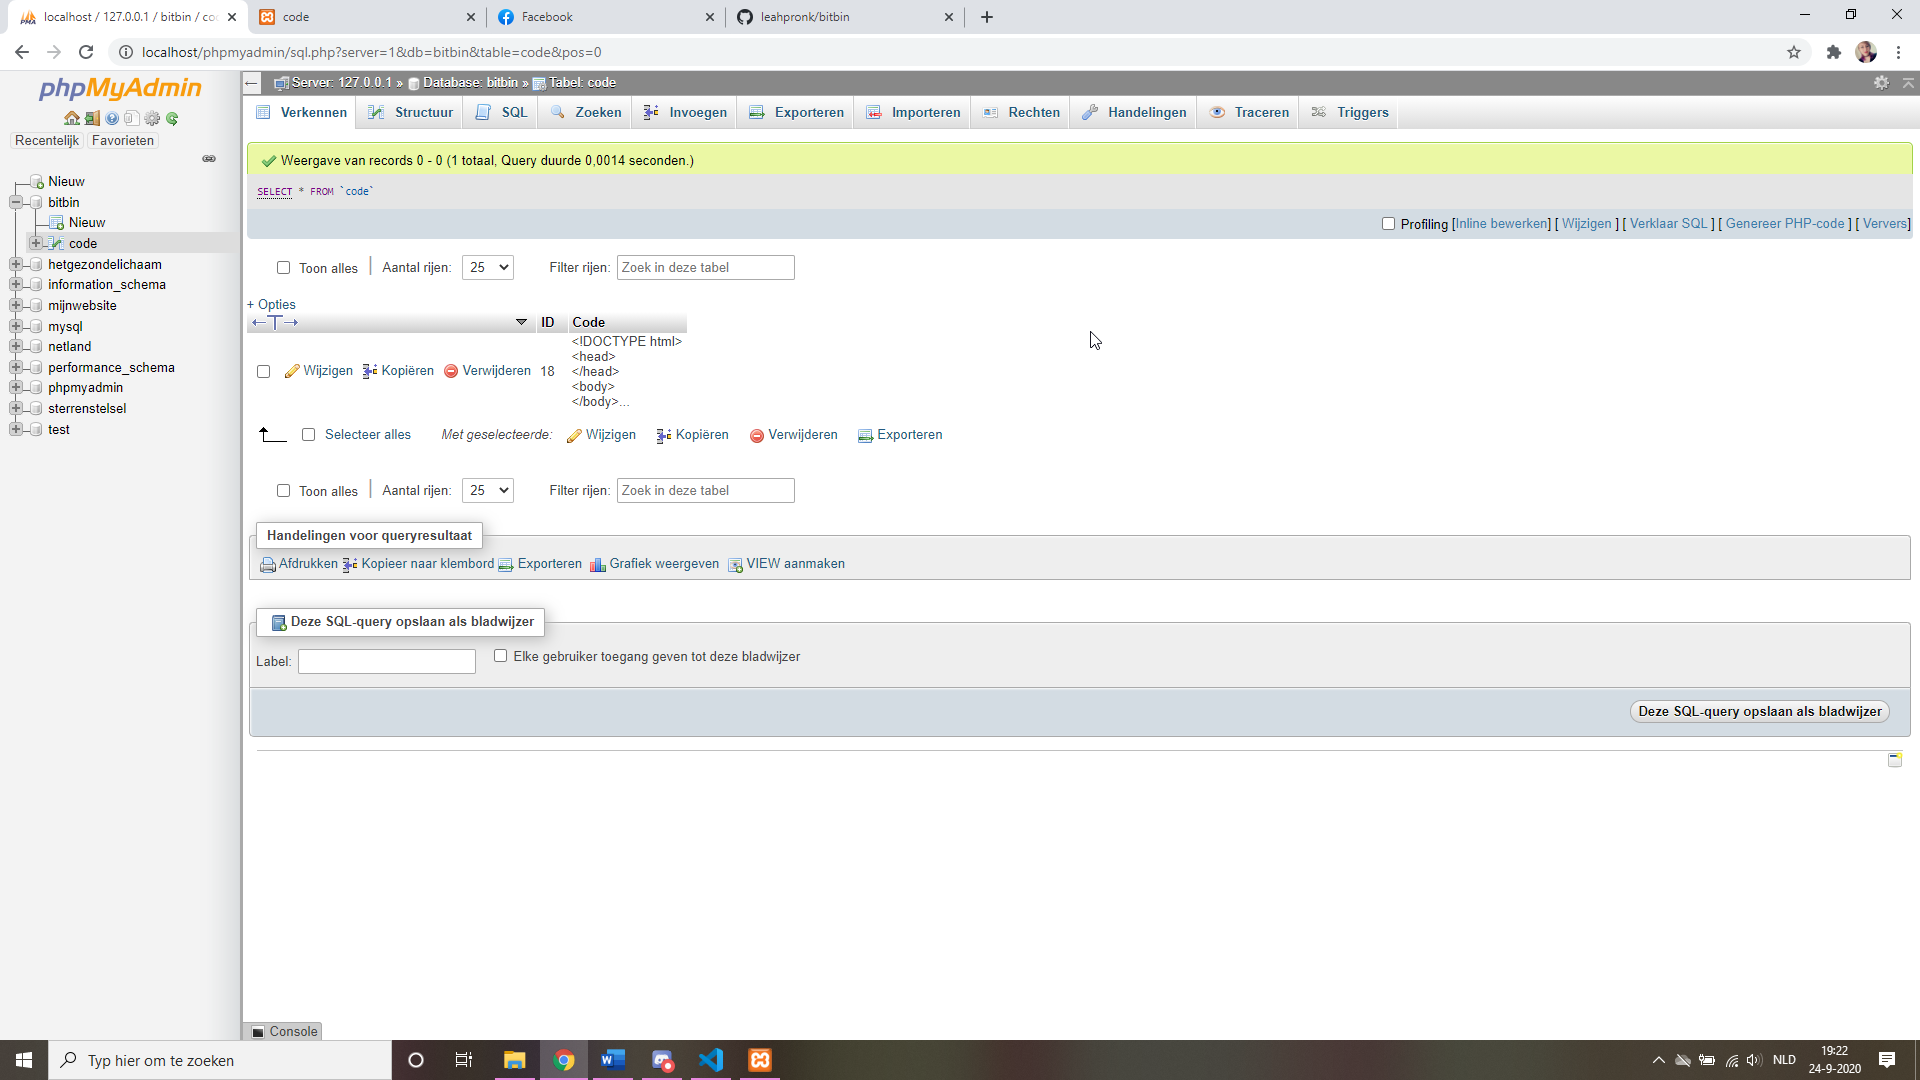 localhost / 127.0.0.1 / bitbin / co
code
Facebook
leahpronk/bitbin
localhost/phpmyadmin/sql.php?server=1&db=bitbin&table=code&pos=0
phpMyAdmin
Recentelijk
Favorieten
Nieuw
bitbin
Nieuw
code
hetgezondelichaam
information_schema
mijnwebsite
mysql
netland
performance_schema
phpmyadmin
sterrenstelsel
test
Server: 127.0.0.1 » Database: bitbin » Tabel: code
Verkennen Structuur SQL Zoeken Invoegen Exporteren Importeren Rechten Handelingen Traceren Triggers
Weergave van records 0 - 0 (1 totaal, Query duurde 0,0014 seconden.)
SELECT * FROM `code`
Profiling [Inline bewerken] [ Wijzigen ] [ Verklaar SQL ] [ Genereer PHP-code ] [ Ververs]
Toon alles Aantal rijen: 25 Filter rijen: Zoek in deze tabel
+ Opties
←T→ ID Code
Wijzigen Kopiëren Verwijderen 18
<!DOCTYPE html>
<head>
</head>
<body>
</body>...
Selecteer alles Met geselecteerde: Wijzigen Kopiëren Verwijderen Exporteren
Toon alles Aantal rijen: 25 Filter rijen: Zoek in deze tabel
Handelingen voor queryresultaat
Afdrukken Kopieer naar klembord Exporteren Grafiek weergeven VIEW aanmaken
Deze SQL-query opslaan als bladwijzer
Label: Elke gebruiker toegang geven tot deze bladwijzer
Deze SQL-query opslaan als bladwijzer
Console
Typ hier om te zoeken
NLD
19:22
24-9-2020